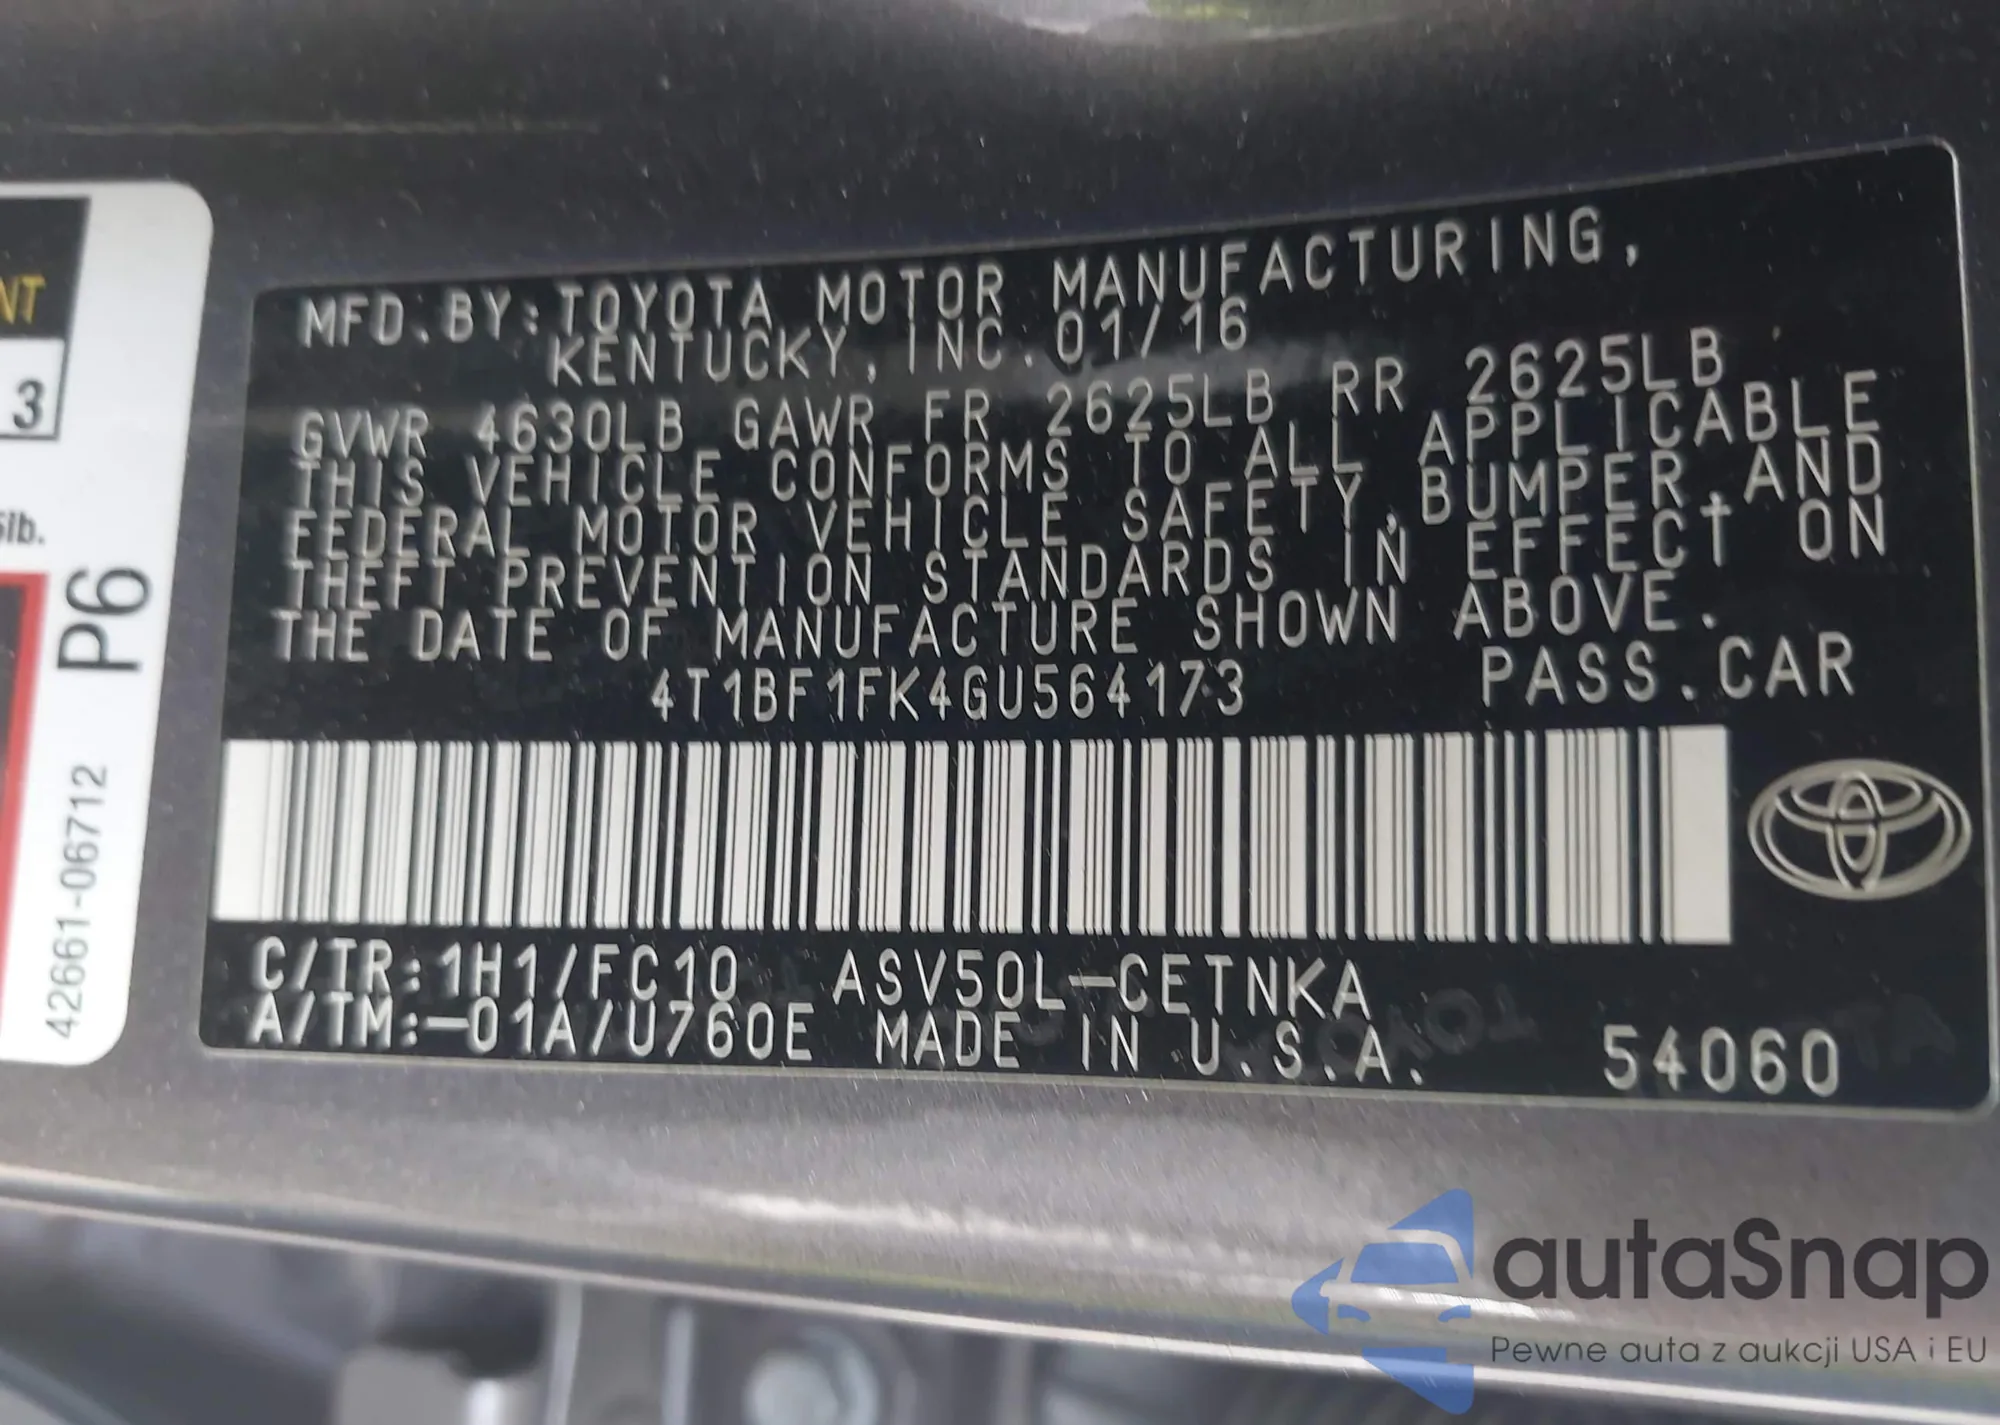 NT
3
5lb.
P6
42661-06712
MFD.BY:TOYOTA MOTOR MANUFACTURING,
KENTUCKY,INC.01/16
GVWR 4630LB GAWR FR 2625LB RR 2625LB
THIS VEHICLE CONFORMS TO ALL APPLICABLE
FEDERAL MOTOR VEHICLE SAFETY,BUMPER,AND
THEFT PREVENTION STANDARDS IN EFFECT ON
THE DATE OF MANUFACTURE SHOWN ABOVE.
4T1BF1FK4GU564173 PASS.CAR
C/TR:1H1/FC10 ASV50L-CETNKA
A/TM:-01A/U760E MADE IN U.S.A. 54060
autaSnap
Pewne auta z aukcji USA i EU